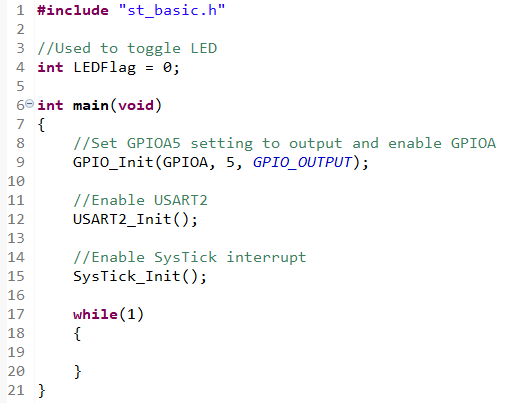 1 #include "st_basic.h"
2
3 //Used to toggle LED
4 int LEDFlag = 0;
5
6 int main(void)
7 {
8     //Set GPIOA5 setting to output and enable GPIOA
9     GPIO_Init(GPIOA, 5, GPIO_OUTPUT);
10
11     //Enable USART2
12     USART2_Init();
13
14     //Enable SysTick interrupt
15     SysTick_Init();
16
17     while(1)
18     {
19
20     }
21 }